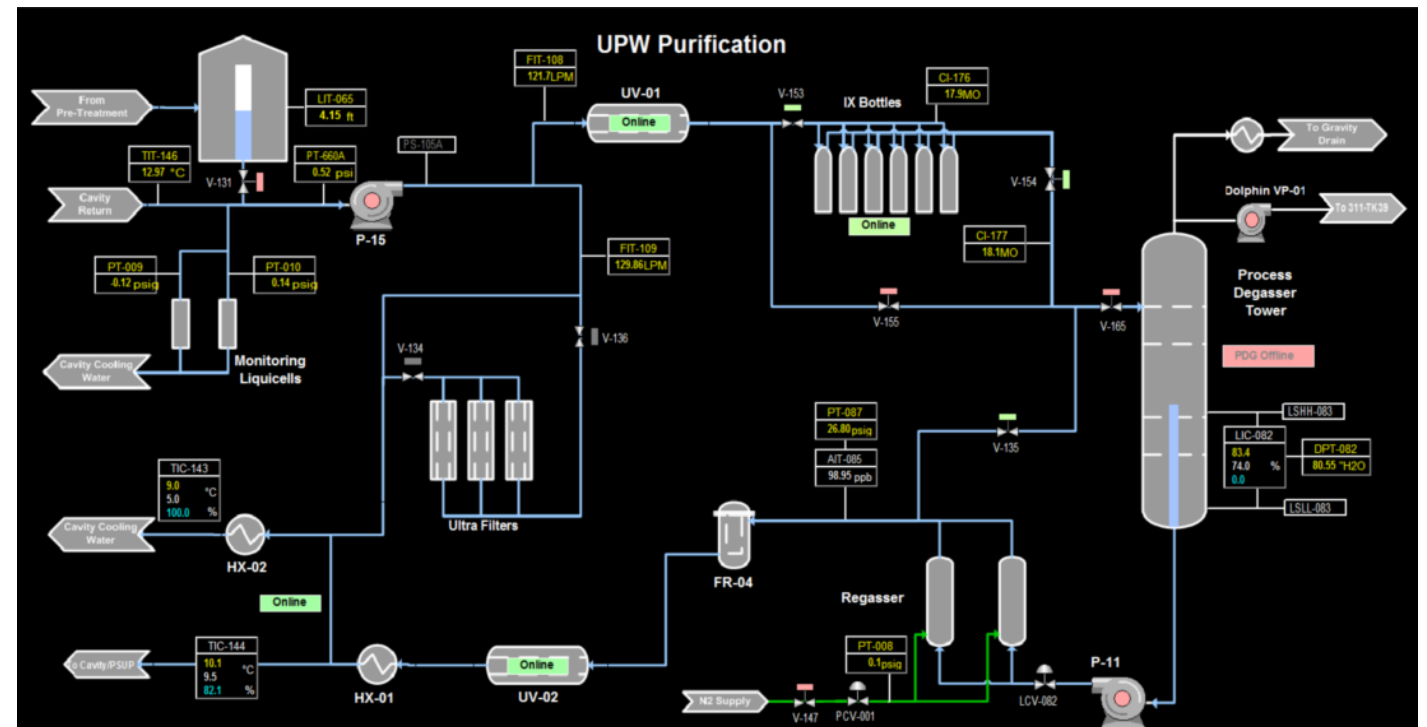 UPW Purification
From
Pre-Treatment
LIT-065
4.15 ft
TIT-146
12.97 °C
V-131
PT-660A
0.52 psi
Cavity
Return
P-15
PS-105A
FIT-108
121.7LPM
UV-01
Online
V-153
IX Bottles
CI-176
17.9MO
Online
V-154
CI-177
18.1MO
V-155
V-165
To Gravity
Drain
Dolphin VP-01
To 311-TK39
Process
Degasser
Tower
PDG Offline
LSHH-083
LIC-082
83.4
74.0 %
0.0
DPT-082
80.55 "H2O
LSLL-083
PT-009
-0.12 psig
PT-010
0.14 psig
Monitoring
Liquicells
Cavity Cooling
Water
FIT-109
129.86LPM
V-136
V-134
Ultra Filters
PT-087
26.80psig
AIT-085
98.95 ppb
V-135
TIC-143
9.0
5.0 °C
100.0 %
Cavity Cooling
Water
HX-02
Online
FR-04
Regasser
To Cavity/PSUP
TIC-144
10.1
9.5 °C
82.1 %
HX-01
Online
UV-02
PT-008
0.1psig
N2 Supply
V-147
PCV-001
LCV-082
P-11